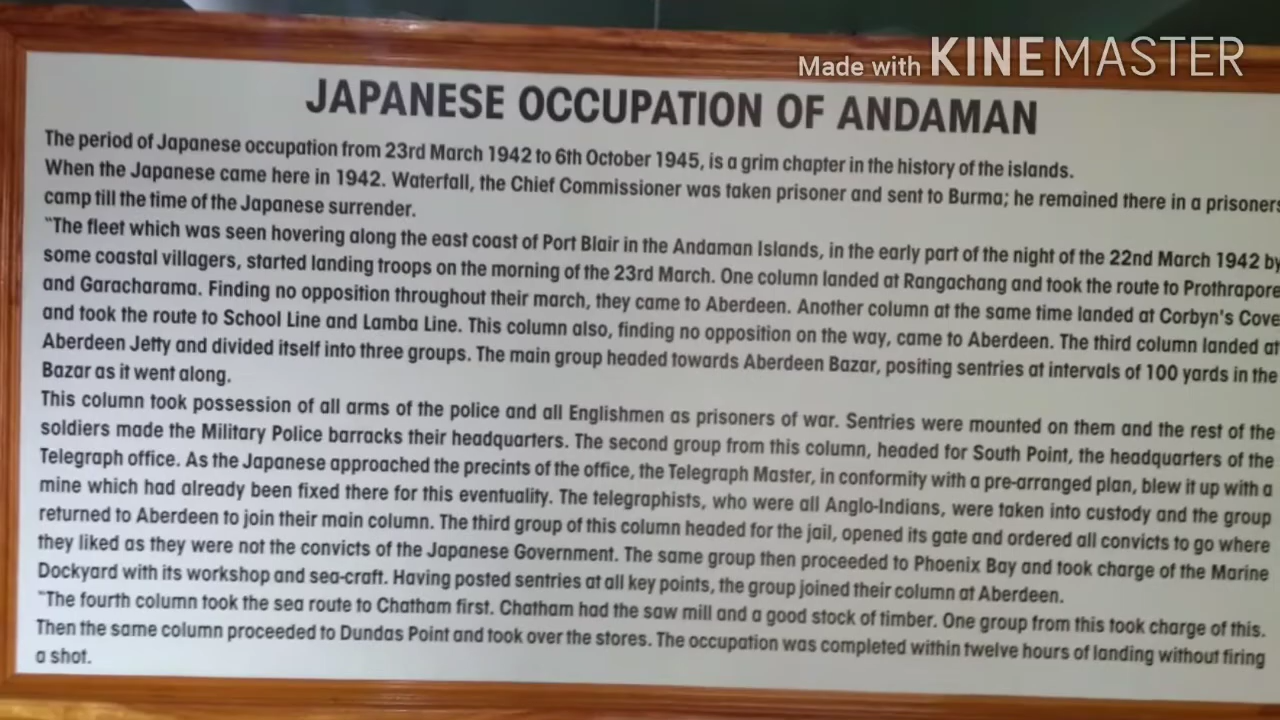 Made with KINEMASTER
JAPANESE OCCUPATION OF ANDAMAN
The period of Japanese occupation from 23rd March 1942 to 6th October 1945, is a grim chapter in the history of the islands.
When the Japanese came here in 1942. Waterfall, the Chief Commissioner was taken prisoner and sent to Burma; he remained there in a prisoners
camp till the time of the Japanese surrender.
"The fleet which was seen hovering along the east coast of Port Blair in the Andaman Islands, in the early part of the night of the 22nd March 1942 by
some coastal villagers, started landing troops on the morning of the 23rd March. One column landed at Rangachang and took the route to Prothrapore
and Garacharama. Finding no opposition throughout their march, they came to Aberdeen. Another column at the same time landed at Corbyn's Cove
and took the route to School Line and Lamba Line. This column also, finding no opposition on the way, came to Aberdeen. The third column landed at
Aberdeen Jetty and divided itself into three groups. The main group headed towards Aberdeen Bazar, positing sentries at intervals of 100 yards in the
Bazar as it went along.
This column took possession of all arms of the police and all Englishmen as prisoners of war. Sentries were mounted on them and the rest of the
soldiers made the Military Police barracks their headquarters. The second group from this column, headed for South Point, the headquarters of the
Telegraph office. As the Japanese approached the precints of the office, the Telegraph Master, in conformity with a pre-arranged plan, blew it up with a
mine which had already been fixed there for this eventuality. The telegraphists, who were all Anglo-Indians, were taken into custody and the group
returned to Aberdeen to join their main column. The third group of this column headed for the jail, opened its gate and ordered all convicts to go where
they liked as they were not the convicts of the Japanese Government. The same group then proceeded to Phoenix Bay and took charge of the Marine
Dockyard with its workshop and sea-craft. Having posted sentries at all key points, the group joined their column at Aberdeen.
"The fourth column took the sea route to Chatham first. Chatham had the saw mill and a good stock of timber. One group from this took charge of this.
Then the same column proceeded to Dundas Point and took over the stores. The occupation was completed within twelve hours of landing without firing
a shot.